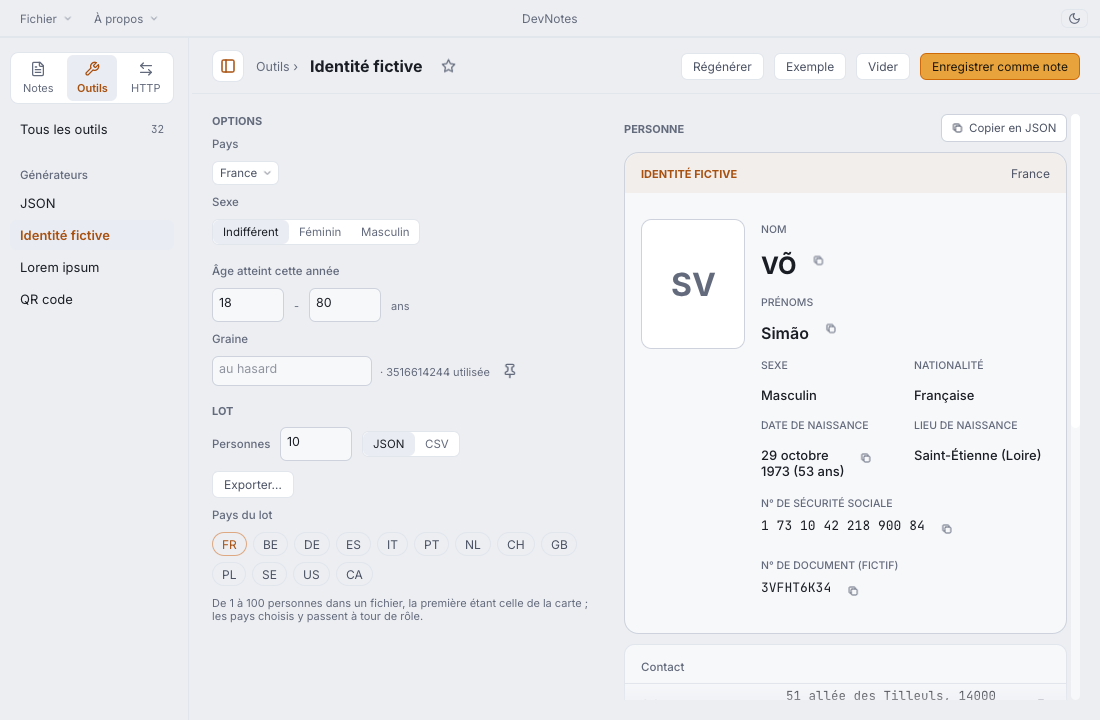 Fichier
À propos
DevNotes
Notes
Outils
HTTP
Tous les outils 32
Générateurs
JSON
Identité fictive
Lorem ipsum
QR code
Outils › Identité fictive
Régénérer
Exemple
Vider
Enregistrer comme note
OPTIONS
Pays
France
Sexe
Indifférent Féminin Masculin
Âge atteint cette année
18 - 80 ans
Graine
au hasard · 3516614244 utilisée
LOT
Personnes 10 JSON CSV
Exporter...
Pays du lot
FR BE DE ES IT PT NL CH GB
PL SE US CA
De 1 à 100 personnes dans un fichier, la première étant celle de la carte ;
les pays choisis y passent à tour de rôle.
PERSONNE
Copier en JSON
IDENTITÉ FICTIVE France
SV
NOM
VÕ
PRÉNOMS
Simão
SEXE NATIONALITÉ
Masculin Française
DATE DE NAISSANCE LIEU DE NAISSANCE
29 octobre Saint-Étienne (Loire)
1973 (53 ans)
N° DE SÉCURITÉ SOCIALE
1 73 10 42 218 900 84
N° DE DOCUMENT (FICTIF)
3VFHT6K34
Contact
51 allée des Tilleuls, 14000